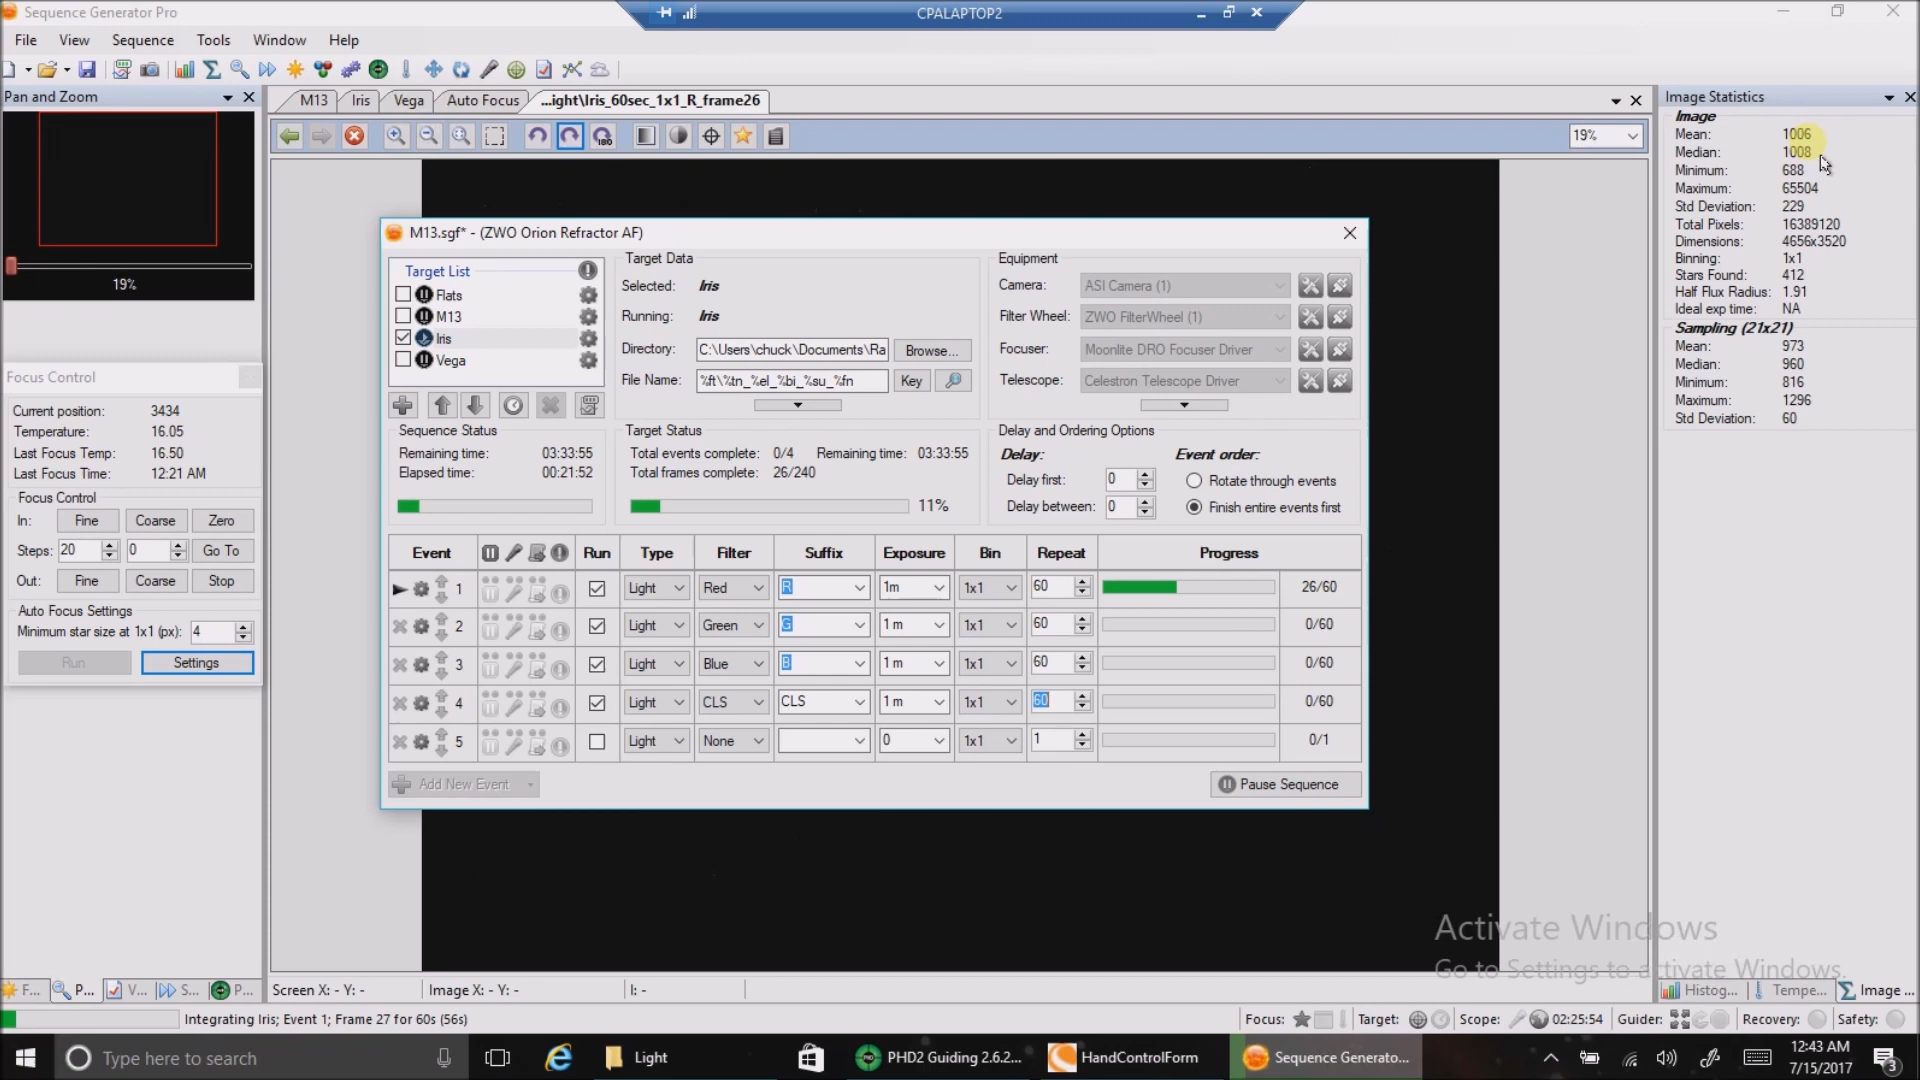 Sequence Generator Pro
CPALAPTOP2
File View Sequence Tools Window Help
Pan and Zoom
M13 Iris Vega Auto Focus ...ight\Iris_60sec_1x1_R_frame26
180
19%
19%
Image Statistics
Image
Mean: 1006
Median: 1008
Minimum: 688
Maximum: 65504
Std Deviation: 229
Total Pixels: 16389120
Dimensions: 4656x3520
Binning: 1x1
Stars Found: 412
Half Flux Radius: 1.91
Ideal exp time: NA
Sampling (21x21)
Mean: 973
Median: 960
Minimum: 816
Maximum: 1296
Std Deviation: 60
Focus Control
Current position: 3434
Temperature: 16.05
Last Focus Temp: 16.50
Last Focus Time: 12:21 AM
Focus Control
In: Fine Coarse Zero
Steps: 20 0 Go To
Out: Fine Coarse Stop
Auto Focus Settings
Minimum star size at 1x1 (px): 4
Run Settings
M13.sgf* - (ZWO Orion Refractor AF)
Target List
Flats
M13
Iris
Vega
Target Data
Selected: Iris
Running: Iris
Directory: C:\Users\chuck\Documents\Ra Browse...
File Name: %ft\%tn_%el_%bi_%su_%fn Key
Equipment
Camera: ASI Camera (1)
Filter Wheel: ZWO FilterWheel (1)
Focuser: Moonlite DRO Focuser Driver
Telescope: Celestron Telescope Driver
Sequence Status
Remaining time: 03:33:55
Elapsed time: 00:21:52
Target Status
Total events complete: 0/4 Remaining time: 03:33:55
Total frames complete: 26/240
11%
Delay and Ordering Options
Delay: Event order:
Delay first: 0 Rotate through events
Delay between: 0 Finish entire events first
Event Run Type Filter Suffix Exposure Bin Repeat Progress
1 Light Red R 1m 1x1 60 26/60
2 Light Green G 1 m 1x1 60 0/60
3 Light Blue B 1 m 1x1 60 0/60
4 Light CLS CLS 1 m 1x1 60 0/60
5 Light None 0 1x1 1 0/1
Add New Event Pause Sequence
Activate Windows
Go to Settings to activate Windows.
F... P... V... S... P... Screen X: - Y: - Image X: - Y: - I: - Histog... Tempe... Image ...
Integrating Iris; Event 1; Frame 27 for 60s (56s) Focus: Target: Scope: 02:25:54 Guider: Recovery: Safety:
Type here to search Light PHD2 Guiding 2.6.2... HandControlForm Sequence Generato... 12:43 AM
7/15/2017 3